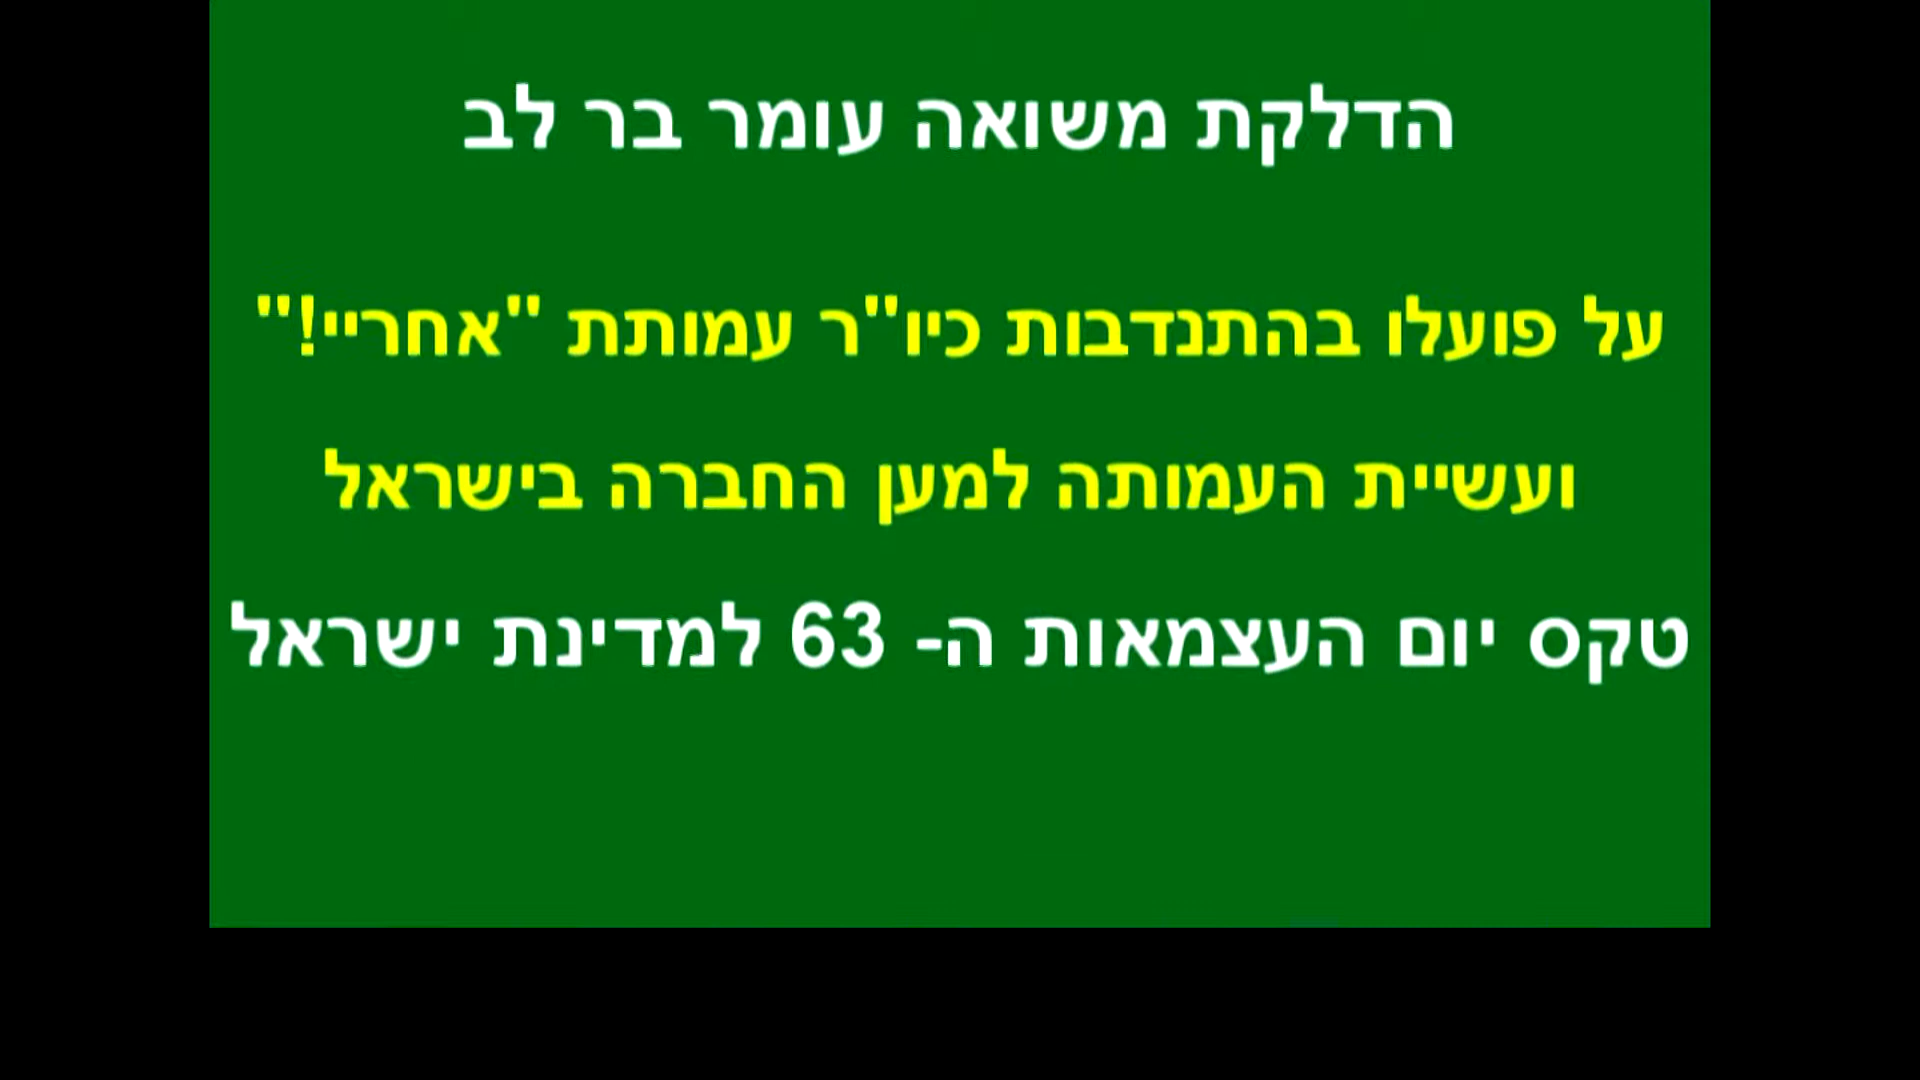 הדלקת משואה עומר בר לב
על פועלו בהתנדבות כיו"ר עמותת "אחריי!"
ועשיית העמותה למען החברה בישראל
טקס יום העצמאות ה- 63 למדינת ישראל